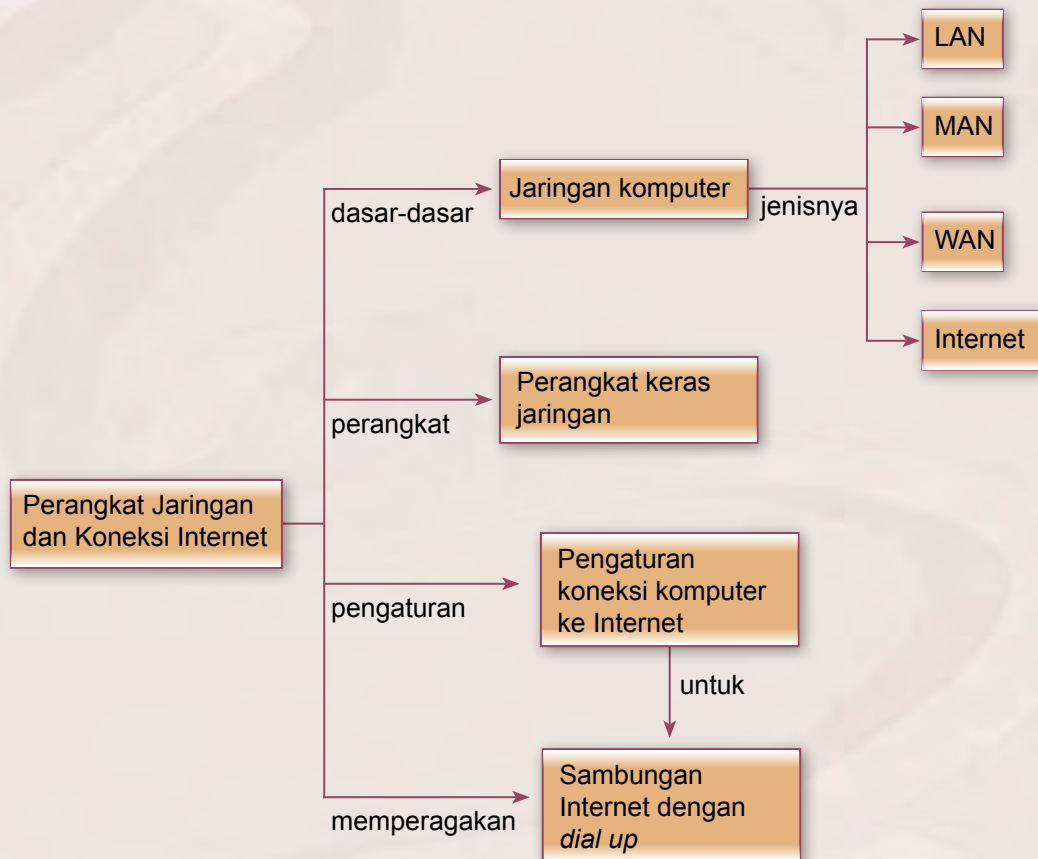 LAN
MAN
Jaringan komputer
dasar-dasar
jenisnya
WAN
Internet
Perangkat keras
jaringan
perangkat
Perangkat Jaringan
dan Koneksi Internet
Pengaturan
koneksi komputer
ke Internet
pengaturan
untuk
Sambungan
Internet dengan
dial up
memperagakan